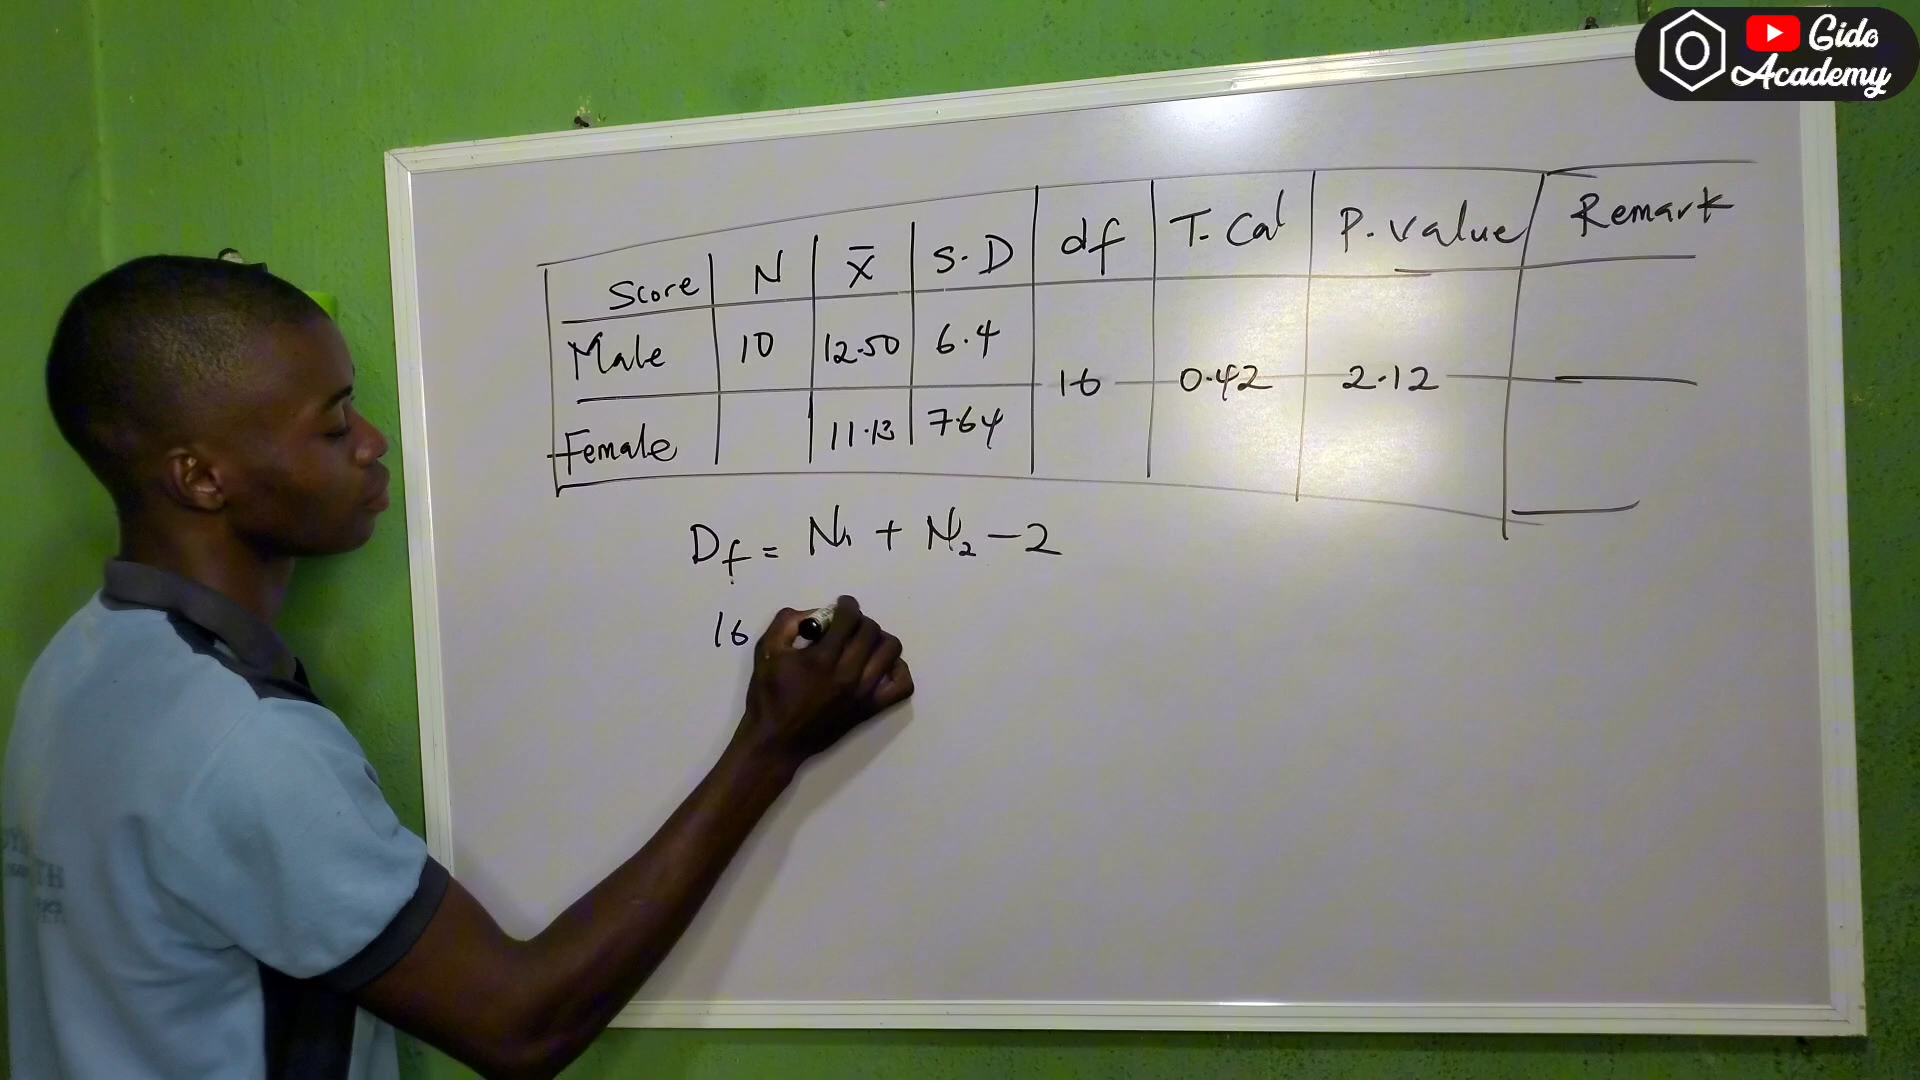 Gido
Academy
Score N X̄ S.D df T. Cal P. value Remark
Male 10 12.50 6.4
16 0.42 2.12
Female 11.13 7.64
Df = N1 + N2 - 2
16